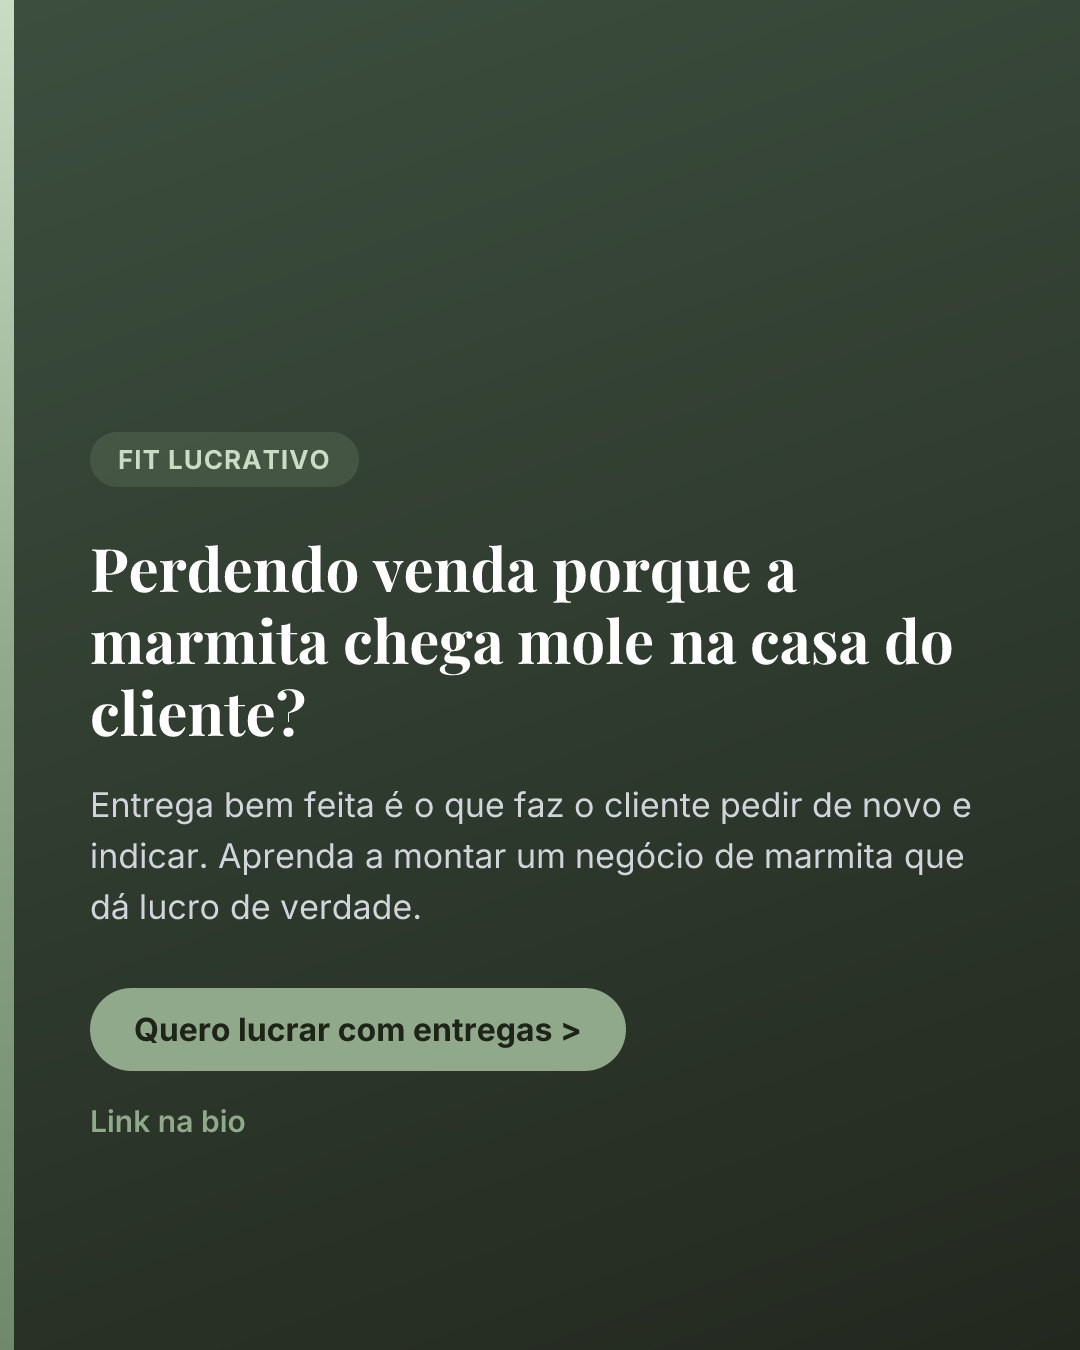 FIT LUCRATIVO
Perdendo venda porque a
marmita chega mole na casa do
cliente?
Entrega bem feita é o que faz o cliente pedir de novo e
indicar. Aprenda a montar um negócio de marmita que
dá lucro de verdade.
Quero lucrar com entregas >
Link na bio